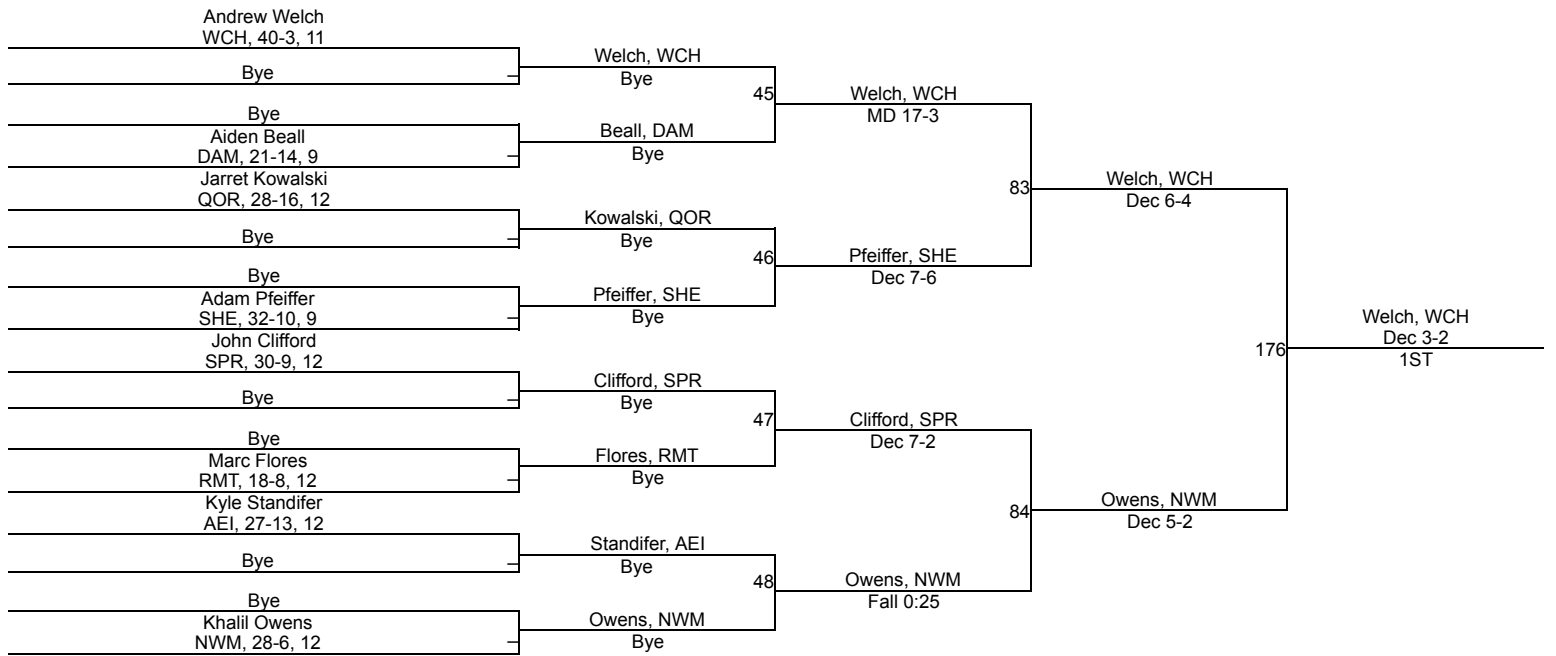 Andrew Welch
WCH, 40-3, 11
Bye
Bye
Aiden Beall
DAM, 21-14, 9
Jarret Kowalski
QOR, 28-16, 12
Bye
Bye
Adam Pfeiffer
SHE, 32-10, 9
John Clifford
SPR, 30-9, 12
Bye
Bye
Marc Flores
RMT, 18-8, 12
Kyle Standifer
AEI, 27-13, 12
Bye
Bye
Khalil Owens
NWM, 28-6, 12
Welch, WCH
Bye
45
Beall, DAM
Bye
Kowalski, QOR
Bye
46
Pfeiffer, SHE
Bye
Clifford, SPR
Bye
47
Flores, RMT
Bye
Standifer, AEI
Bye
48
Owens, NWM
Bye
Welch, WCH
MD 17-3
83
Pfeiffer, SHE
Dec 7-6
Clifford, SPR
Dec 7-2
84
Owens, NWM
Fall 0:25
Welch, WCH
Dec 6-4
176
Owens, NWM
Dec 5-2
Welch, WCH
Dec 3-2
1ST